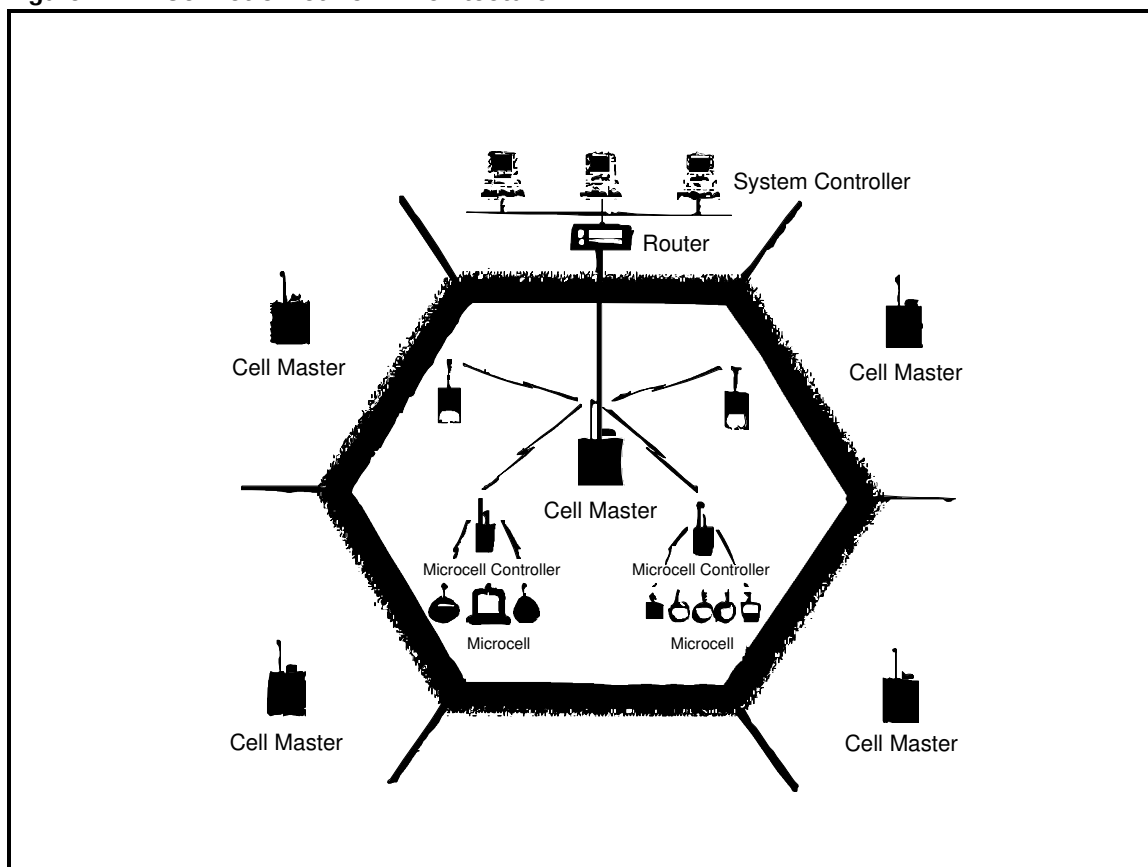 System Controller
Router
Cell Master
Cell Master
Cell Master
Microcell Controller
Microcell Controller
Microcell
Microcell
Cell Master
Cell Master